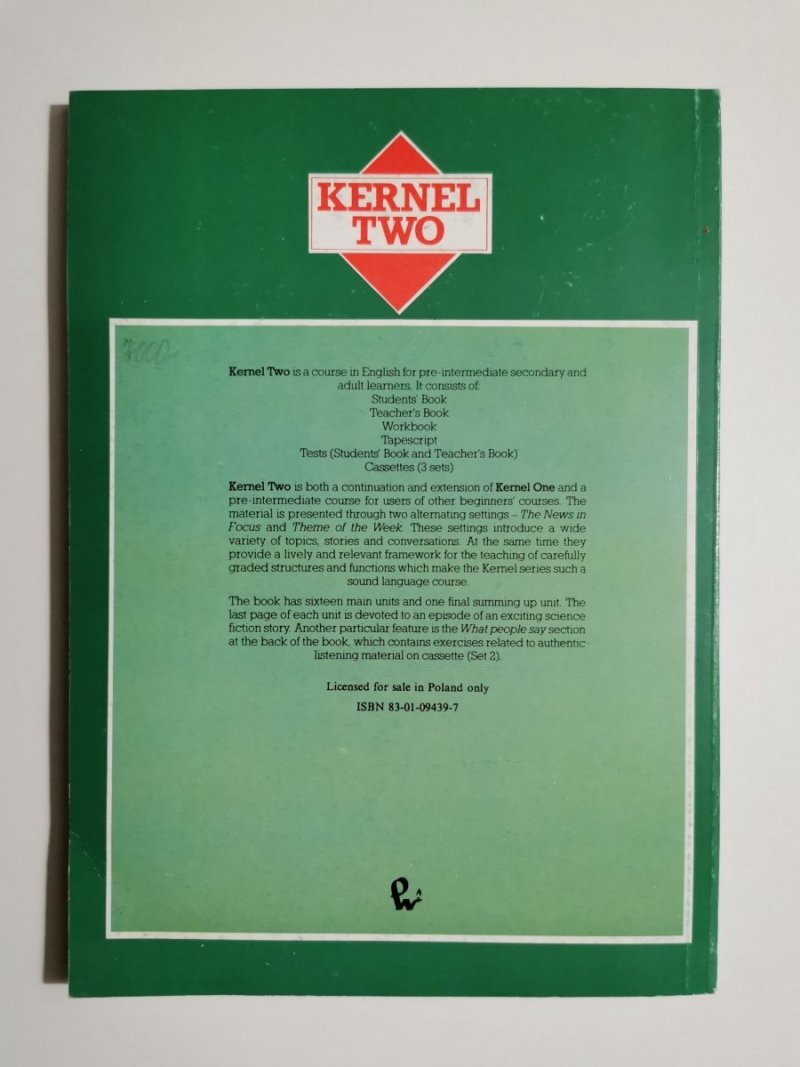 KERNEL
TWO
7000-
Kernel Two is a course in English for pre-intermediate secondary and
adult learners. It consists of:
Students' Book
Teacher's Book
Workbook
Tapescript
Tests (Students' Book and Teacher's Book)
Cassettes (3 sets)
Kernel Two is both a continuation and extension of Kernel One and a
pre-intermediate course for users of other beginners' courses. The
material is presented through two alternating settings – The News in
Focus and Theme of the Week. These settings introduce a wide
variety of topics, stories and conversations. At the same time they
provide a lively and relevant framework for the teaching of carefully
graded structures and functions which make the Kernel series such a
sound language course.
The book has sixteen main units and one final summing up unit. The
last page of each unit is devoted to an episode of an exciting science
fiction story. Another particular feature is the What people say section
at the back of the book, which contains exercises related to authentic
listening material on cassette (Set 2).
Licensed for sale in Poland only
ISBN 83-01-09439-7